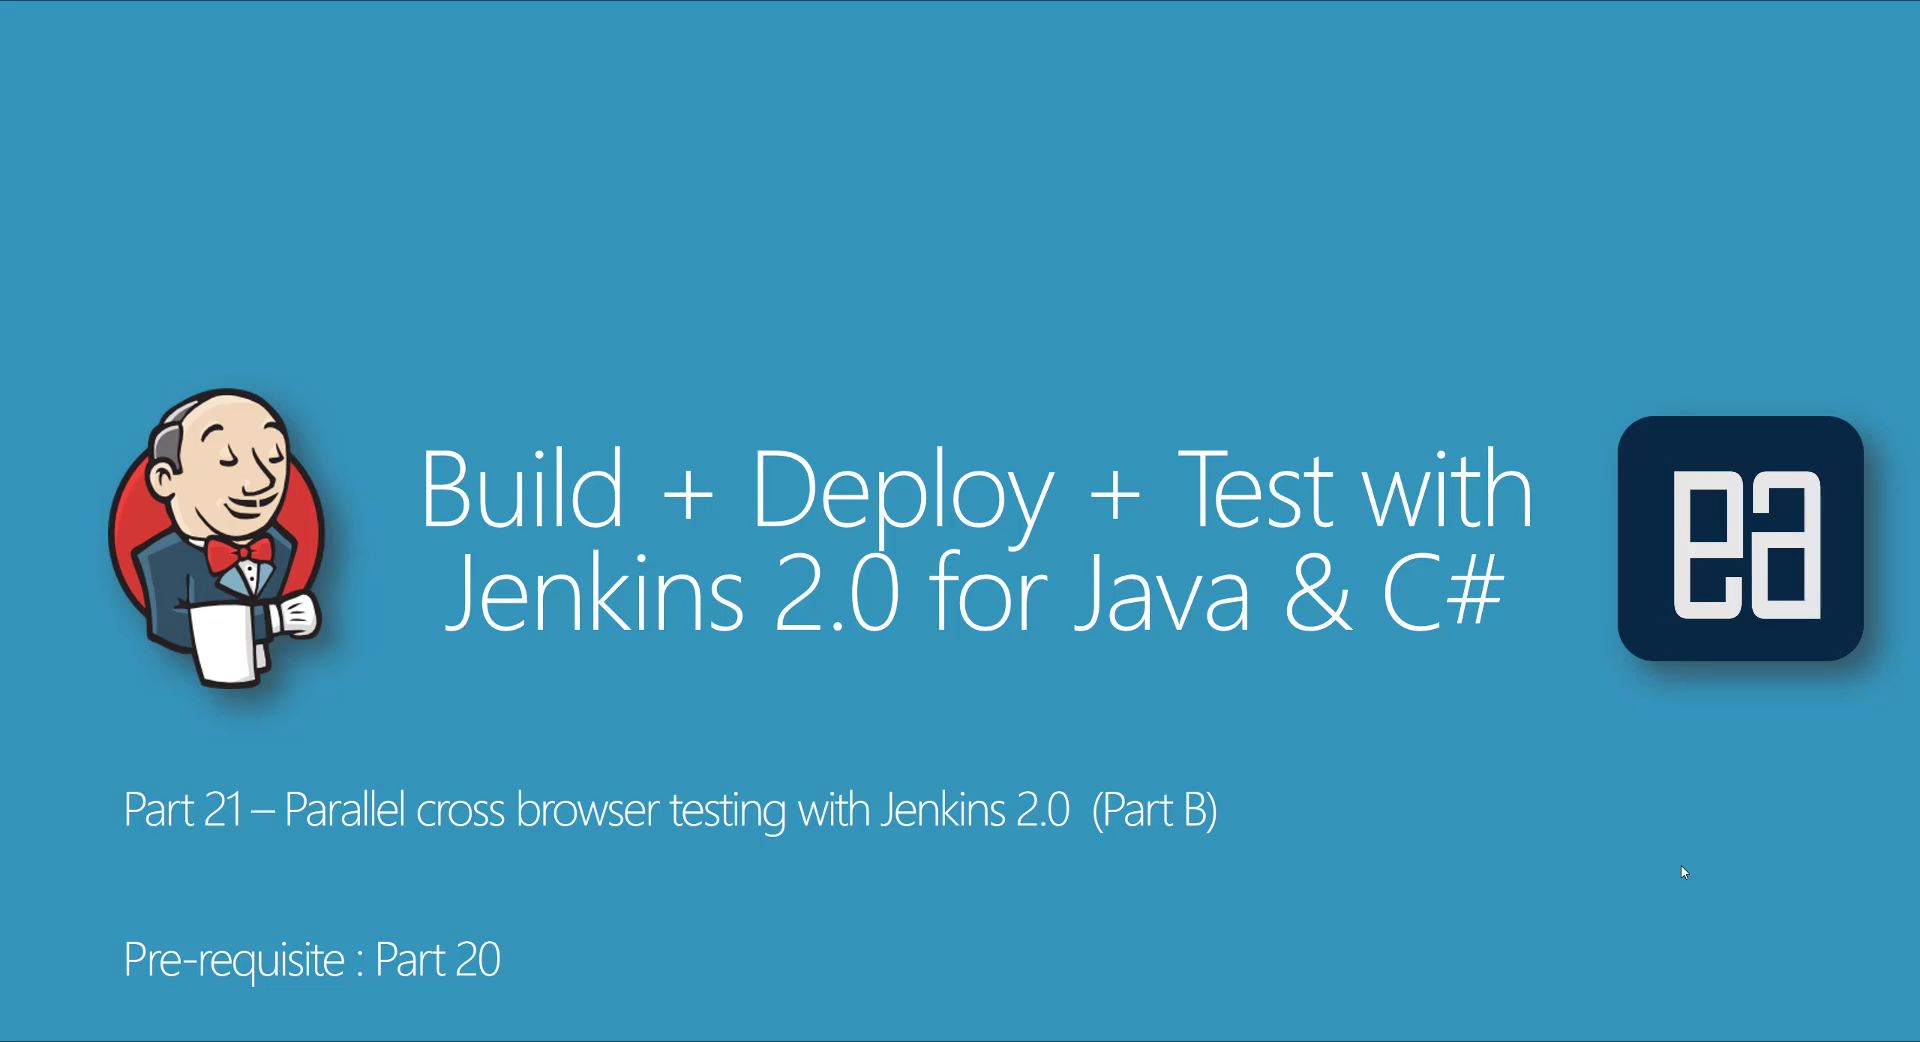 Build + Deploy + Test with
Jenkins 2.0 for Java & C#
ea
Part 21 – Parallel cross browser testing with Jenkins 2.0 (Part B)
Pre-requisite : Part 20